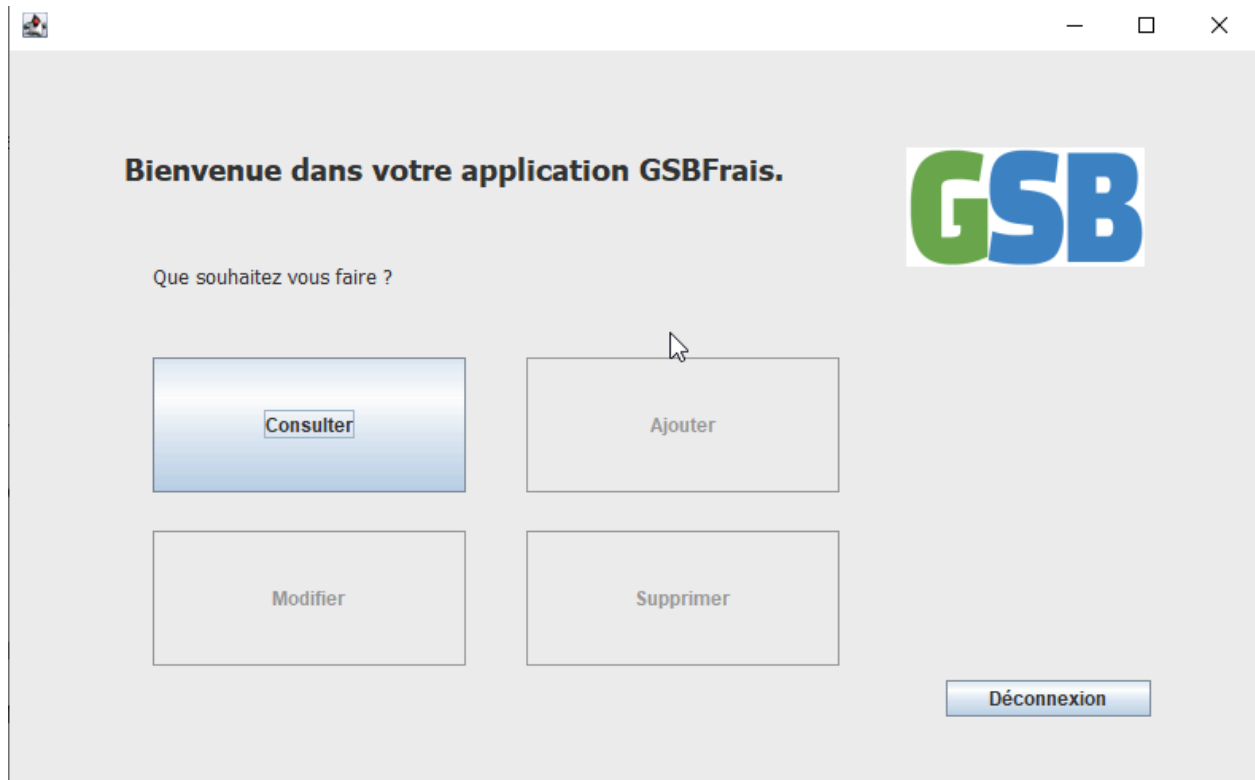 Bienvenue dans votre application GSBFrais.
GSB
Que souhaitez vous faire ?
Consulter
Ajouter
Modifier
Supprimer
Déconnexion